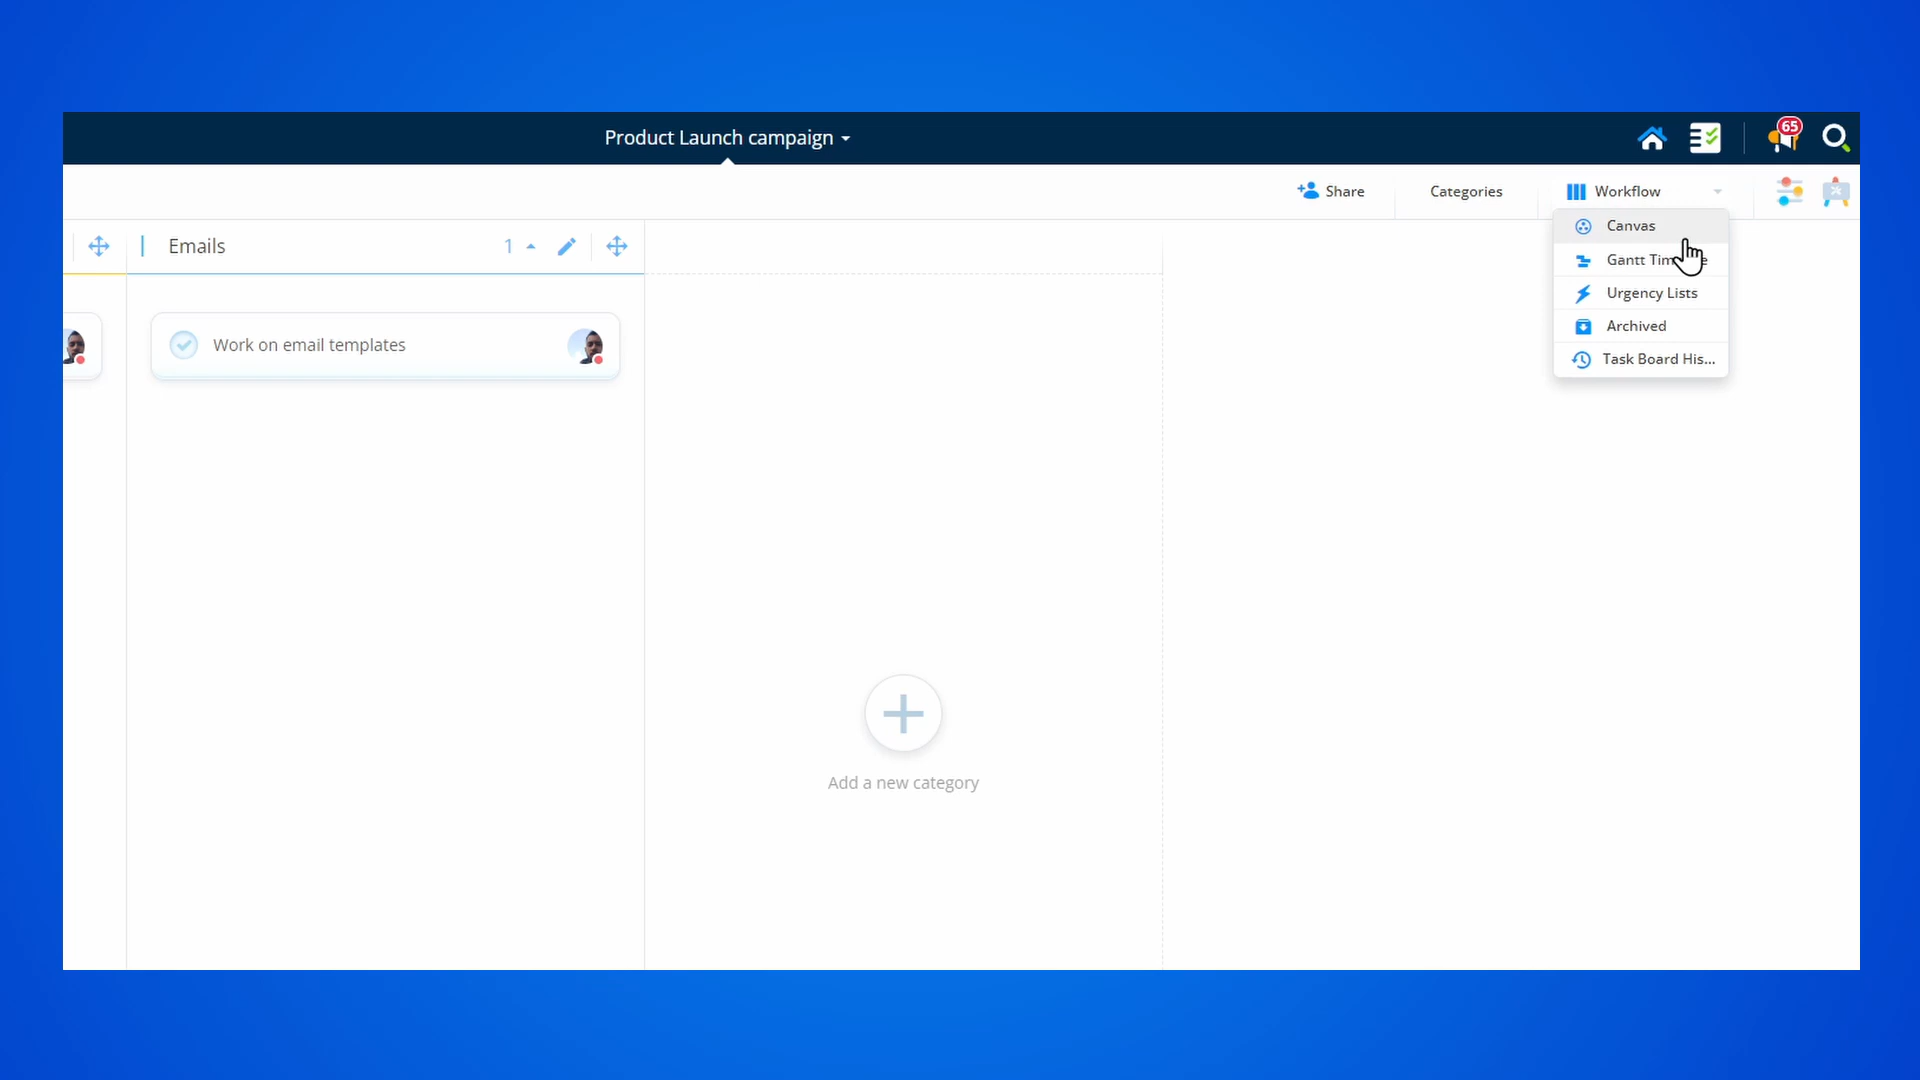 Product Launch campaign
65
Share
Categories
Workflow
Emails
1
Canvas
Gantt
Urgency Lists
Work on email templates
Archived
Task Board His...
Add a new category